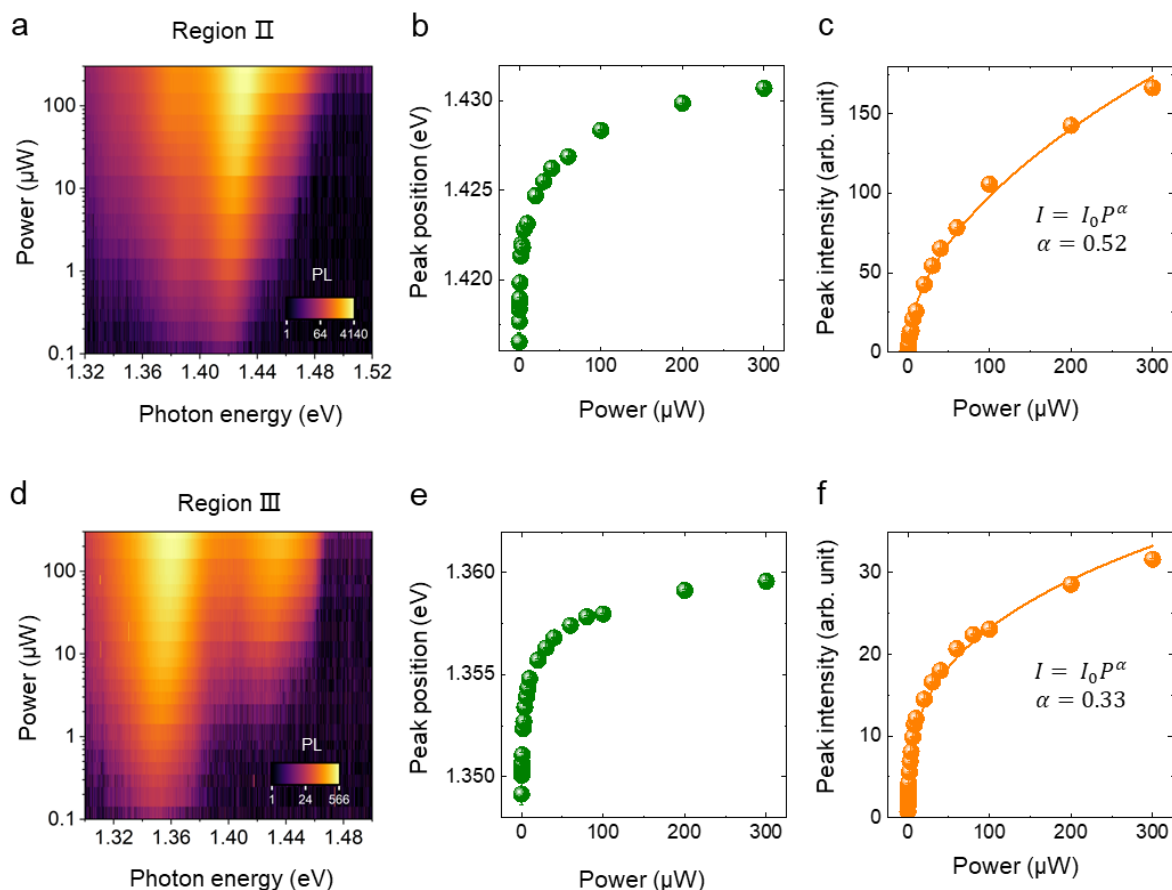 a
Region Ⅱ
Power (µW)
100
10
1
0.1
PL
1 64 4140
1.32 1.36 1.40 1.44 1.48 1.52
Photon energy (eV)
b
Peak position (eV)
1.430
1.425
1.420
0 100 200 300
Power (µW)
c
Peak intensity (arb. unit)
150
100
50
0
I = I₀P^α
α = 0.52
0 100 200 300
Power (µW)
d
Region Ⅲ
Power (µW)
100
10
1
0.1
PL
1 24 566
1.32 1.36 1.40 1.44 1.48
Photon energy (eV)
e
Peak position (eV)
1.360
1.355
1.350
0 100 200 300
Power (µW)
f
Peak intensity (arb. unit)
30
20
10
0
I = I₀P^α
α = 0.33
0 100 200 300
Power (µW)